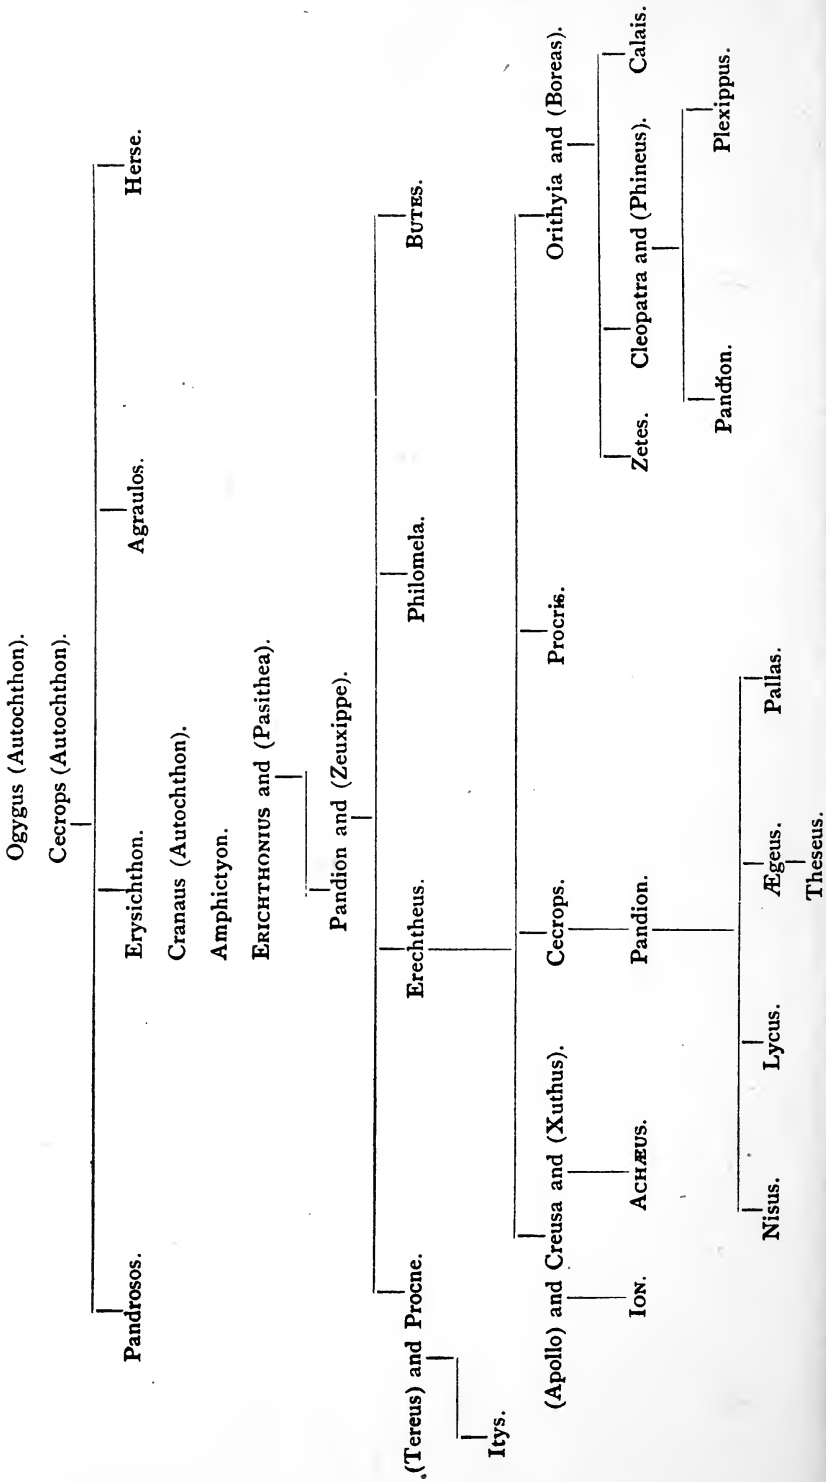 Ogygus (Autochthon).
Cecrops (Autochthon).
Pandrosos. Erysichthon. Agraulos. Herse.
Cranaus (Autochthon).
Amphictyon.
ERICHTHONIUS and (Pasithea).
Pandion and (Zeuxippe).
(Tereus) and Procne. Erechtheus. Philomela. BUTES.
Itys.
(Apollo) and Creusa and (Xuthus). Cecrops. Procris. Orithyia and (Boreas).
ION. ACHÆUS. Pandion. Zetes. Cleopatra and (Phineus). Calais.
Pandion. Plexippus.
Nisus. Lycus. Ægeus. Pallas.
Theseus.